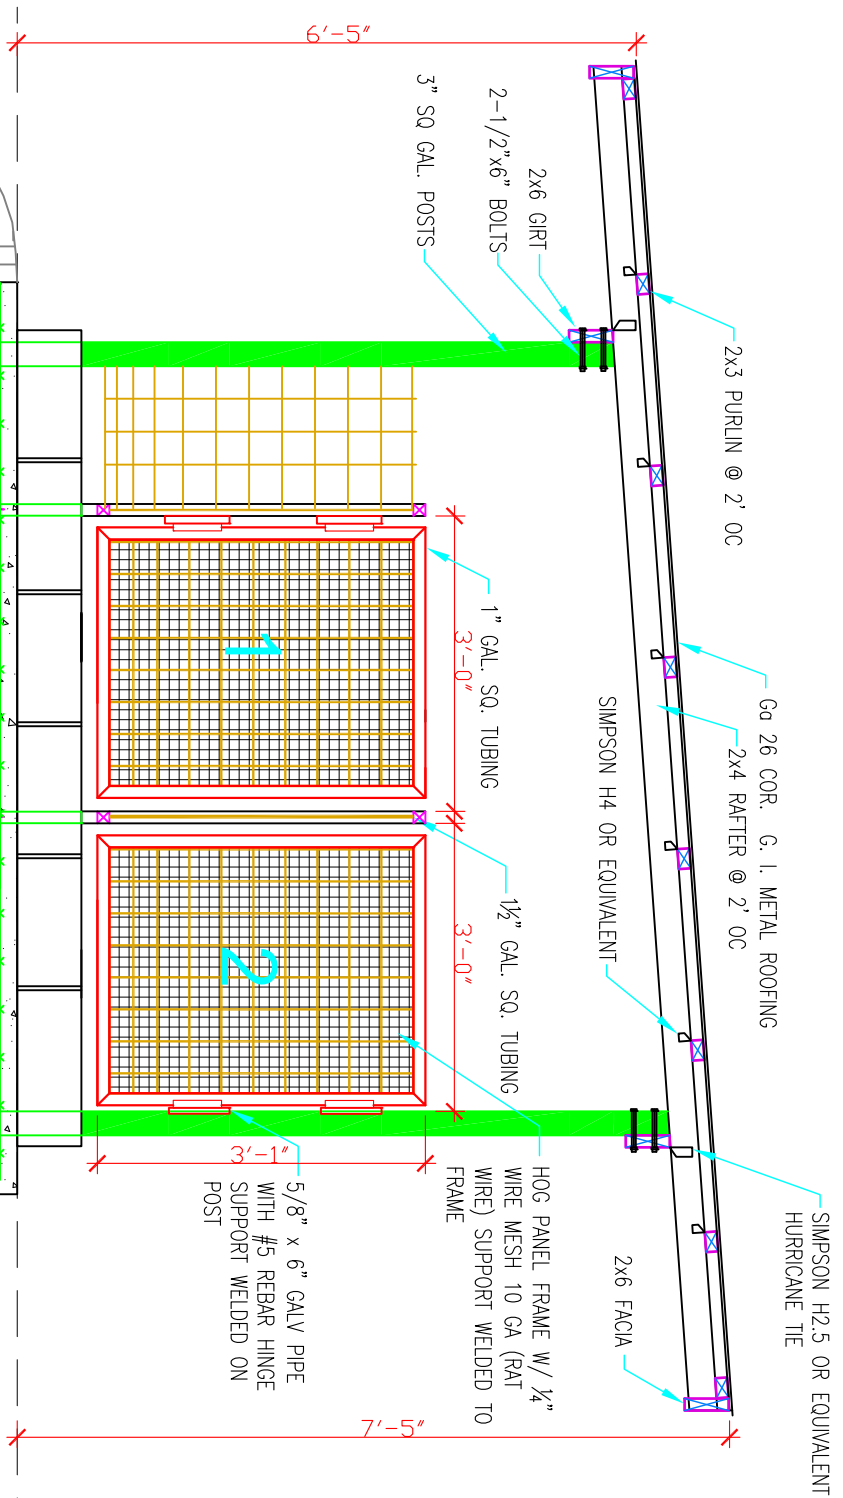 SIMPSON H2.5 OR EQUIVALENT
HURRICANE TIE
Ga 26 COR. G. I. METAL ROOFING
2x3 PURLIN @ 2' OC
2x4 RAFTER @ 2' OC
SIMPSON H4 OR EQUIVALENT
2x6 FACIA
6'-5"
7'-5"
2x6 GIRT
2-1/2"x6" BOLTS
3" SQ GAL. POSTS
1" GAL. SQ. TUBING
1½" GAL. SQ. TUBING
3'-0"
3'-0"
HOG PANEL FRAME W/ ¼"
WIRE MESH 10 GA (RAT
WIRE) SUPPORT WELDED TO
FRAME
1
2
3'-1"
5/8" x 6" GALV PIPE
WITH #5 REBAR HINGE
SUPPORT WELDED ON
POST